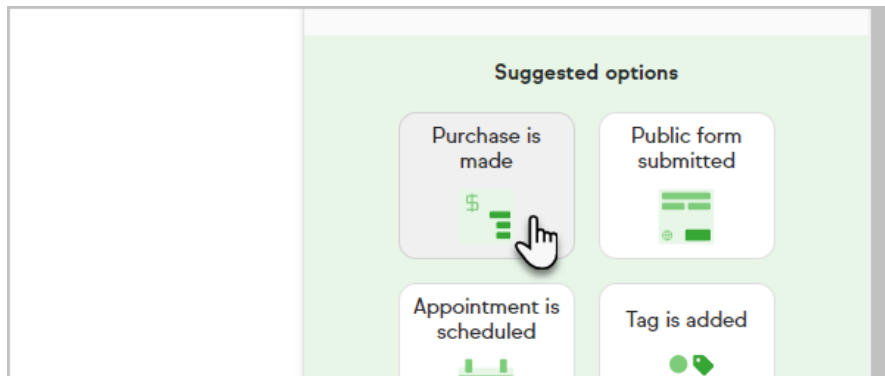 Suggested options
Purchase is
made
Public form
submitted
$
Appointment is
scheduled
Tag is added